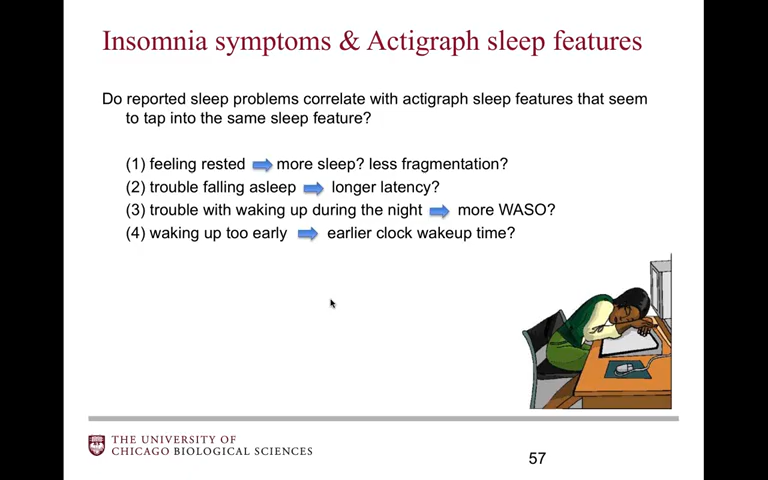 Insomnia symptoms & Actigraph sleep features
Do reported sleep problems correlate with actigraph sleep features that seem
to tap into the same sleep feature?
(1) feeling rested more sleep? less fragmentation?
(2) trouble falling asleep longer latency?
(3) trouble with waking up during the night more WASO?
(4) waking up too early earlier clock wakeup time?
THE UNIVERSITY OF
CHICAGO BIOLOGICAL SCIENCES
57